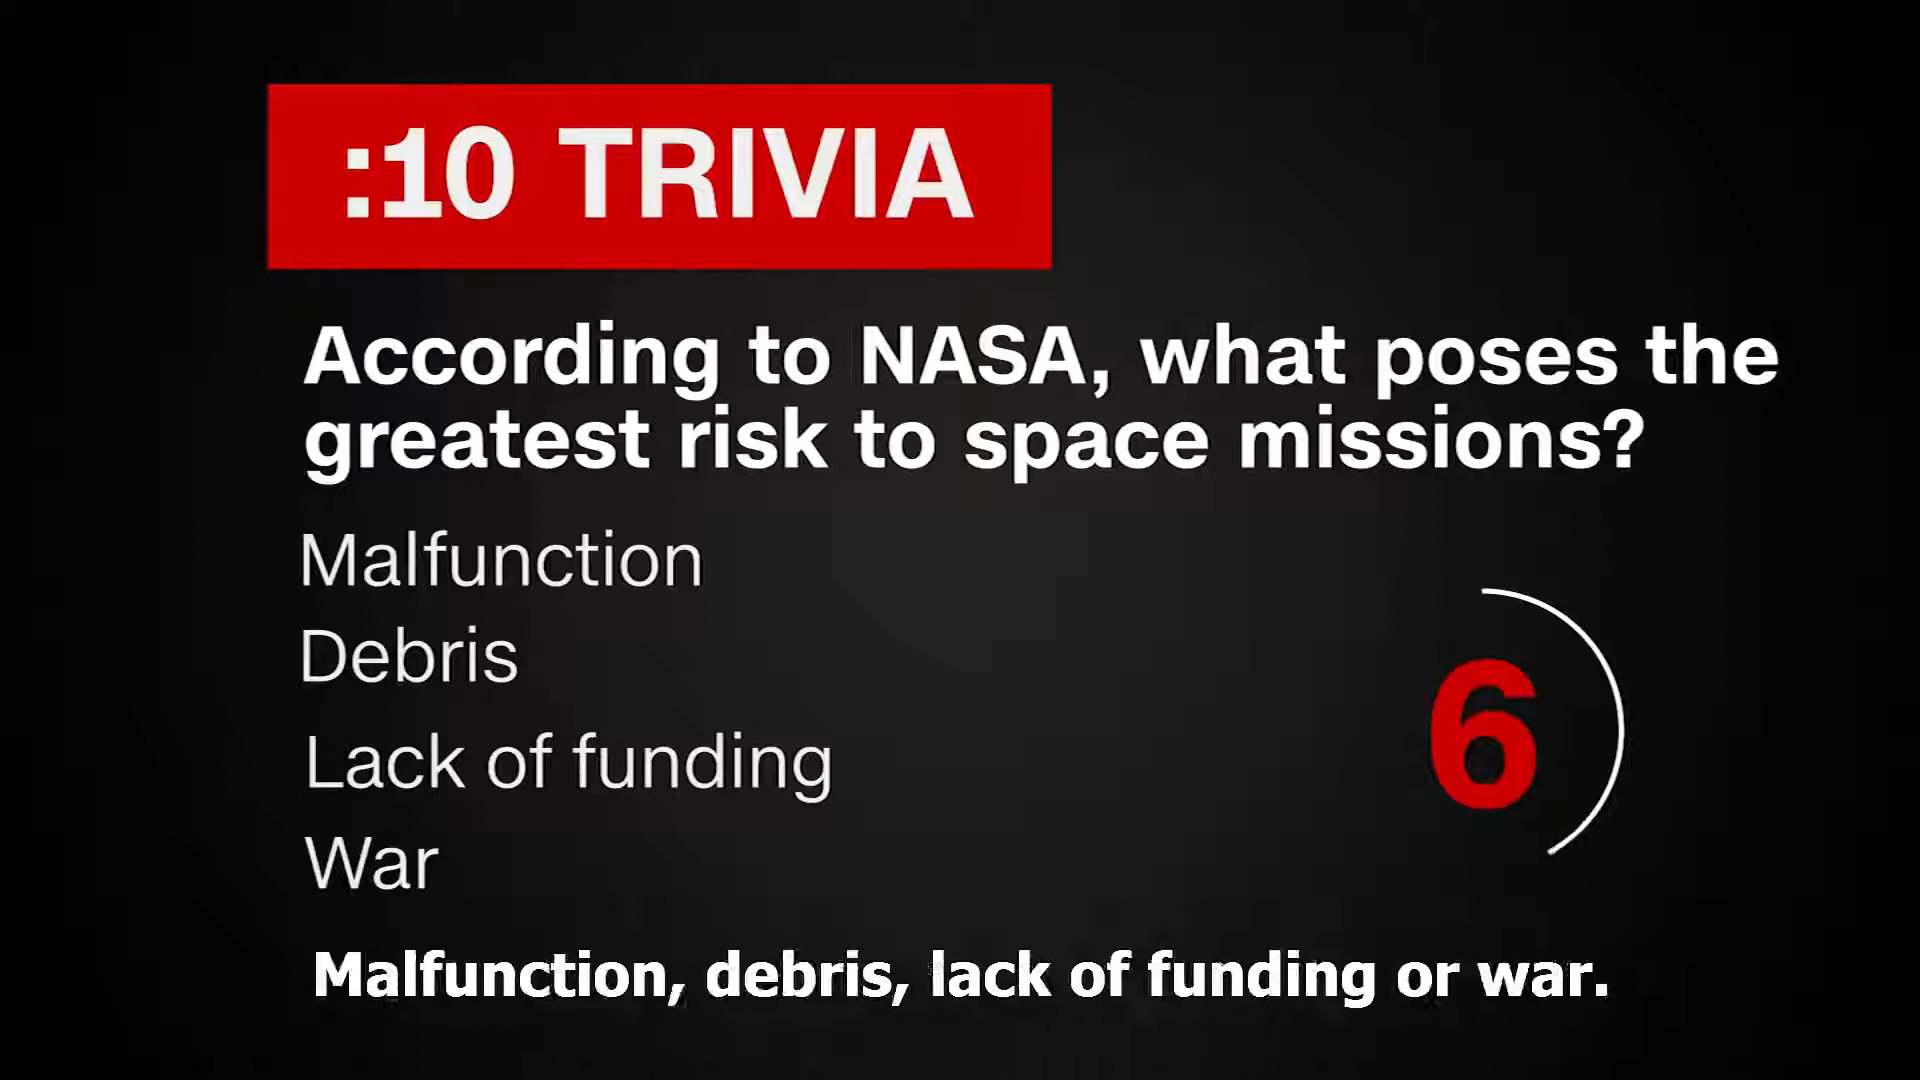 :10 TRIVIA
According to NASA, what poses the
greatest risk to space missions?
Malfunction
Debris
Lack of funding
War
6
Malfunction, debris, lack of funding or war.